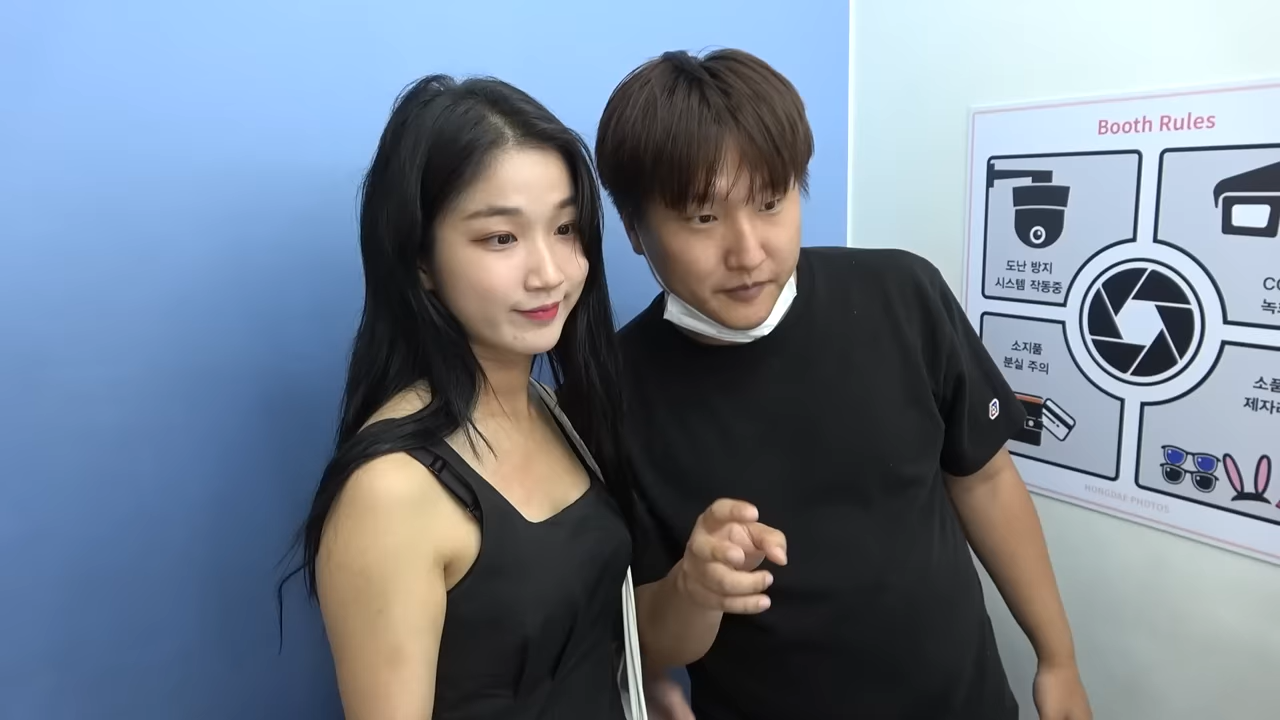 Booth Rules
도난 방지
시스템 작동중
소지품
분실 주의
HONGDAE PHOTOS